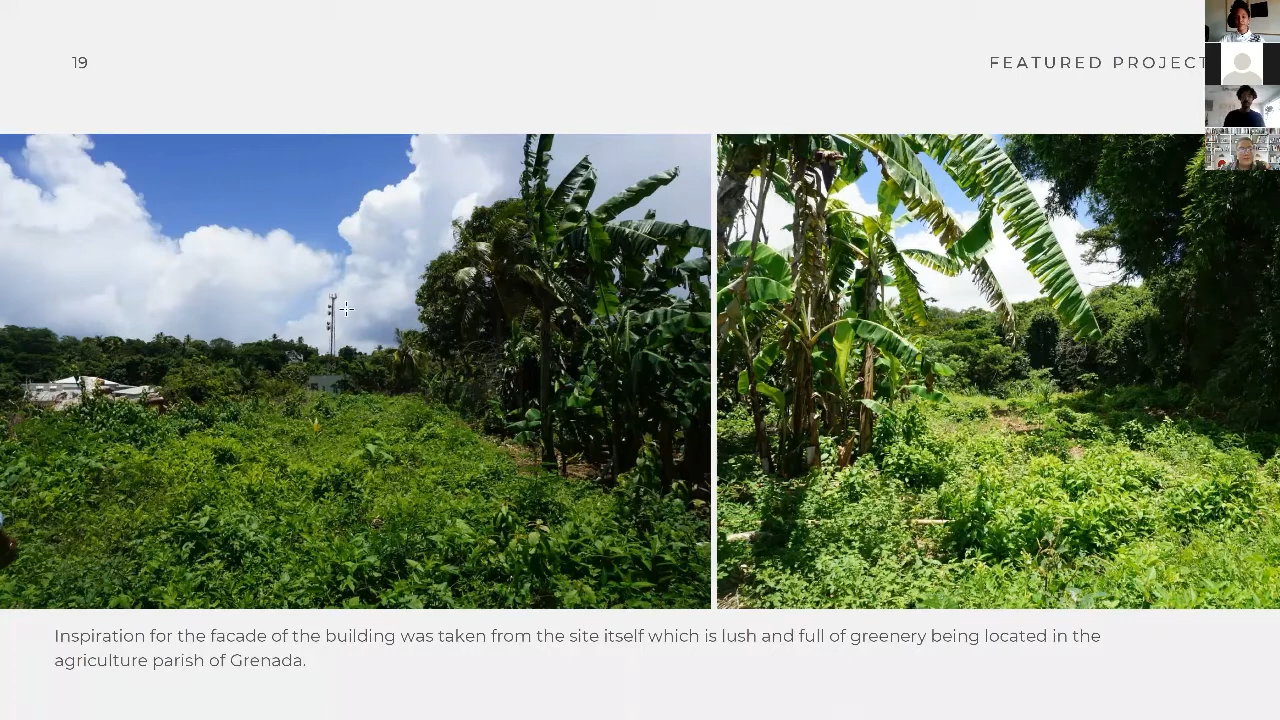 19
FEATURED PROJECT
Inspiration for the facade of the building was taken from the site itself which is lush and full of greenery being located in the
agriculture parish of Grenada.